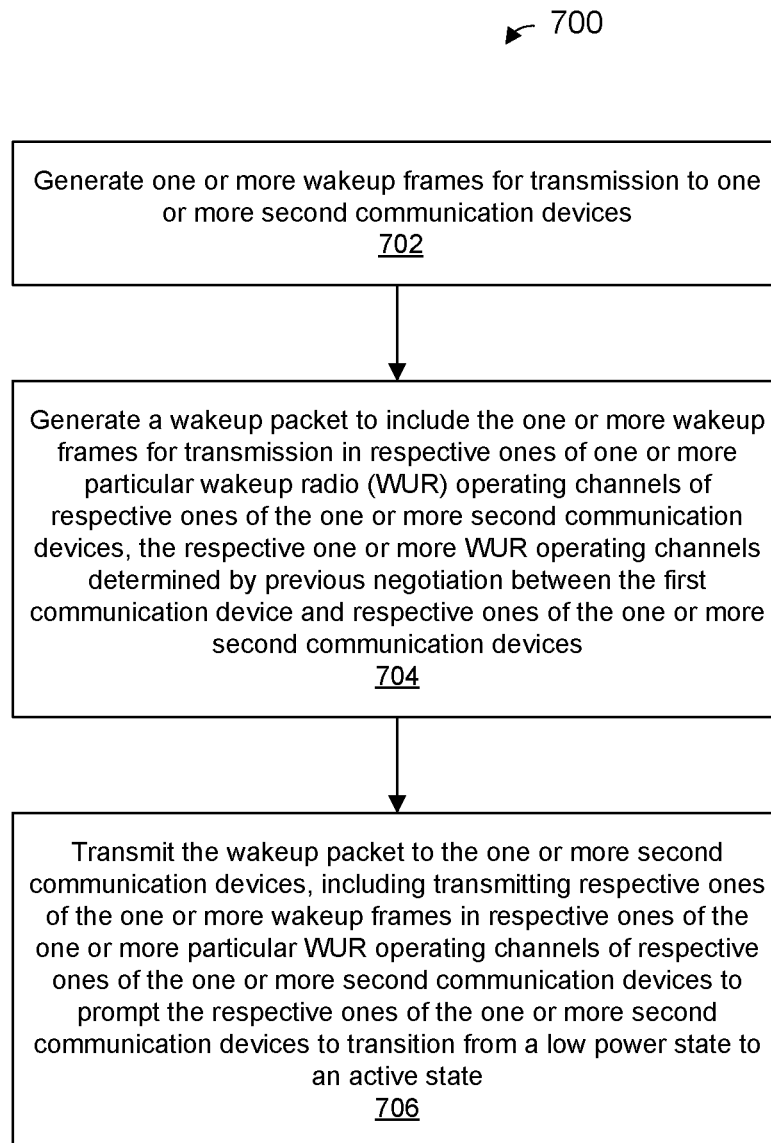 700
Generate one or more wakeup frames for transmission to one
or more second communication devices
702
Generate a wakeup packet to include the one or more wakeup
frames for transmission in respective ones of one or more
particular wakeup radio (WUR) operating channels of
respective ones of the one or more second communication
devices, the respective one or more WUR operating channels
determined by previous negotiation between the first
communication device and respective ones of the one or more
second communication devices
704
Transmit the wakeup packet to the one or more second
communication devices, including transmitting respective ones
of the one or more wakeup frames in respective ones of the
one or more particular WUR operating channels of respective
ones of the one or more second communication devices to
prompt the respective ones of the one or more second
communication devices to transition from a low power state to
an active state
706